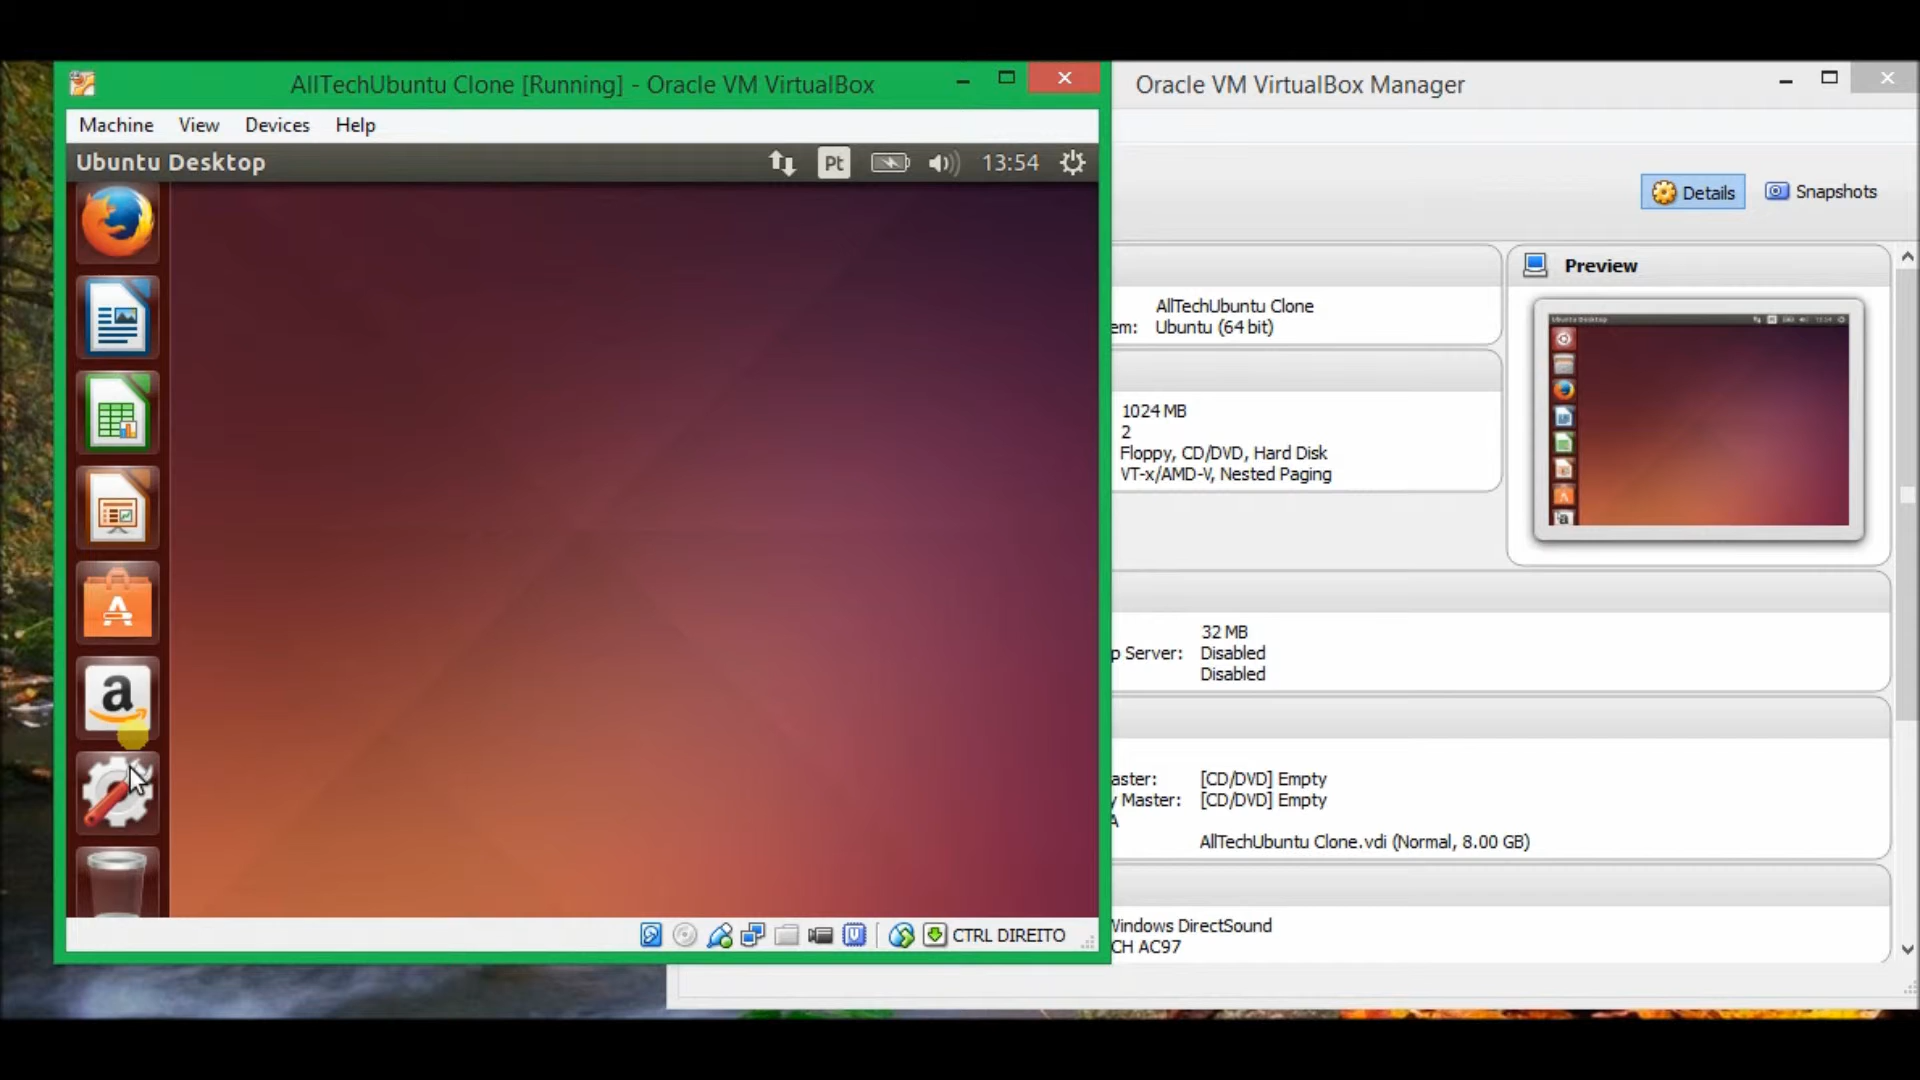 AllTechUbuntu Clone [Running] - Oracle VM VirtualBox
Machine View Devices Help
Ubuntu Desktop
Pt
13:54
a
CTRL DIREITO
Oracle VM VirtualBox Manager
Details
Snapshots
AllTechUbuntu Clone
em: Ubuntu (64 bit)
Preview
1024 MB
2
Floppy, CD/DVD, Hard Disk
VT-x/AMD-V, Nested Paging
32 MB
p Server: Disabled
Disabled
aster: [CD/DVD] Empty
y Master: [CD/DVD] Empty
A
AllTechUbuntu Clone.vdi (Normal, 8.00 GB)
Windows DirectSound
CH AC97